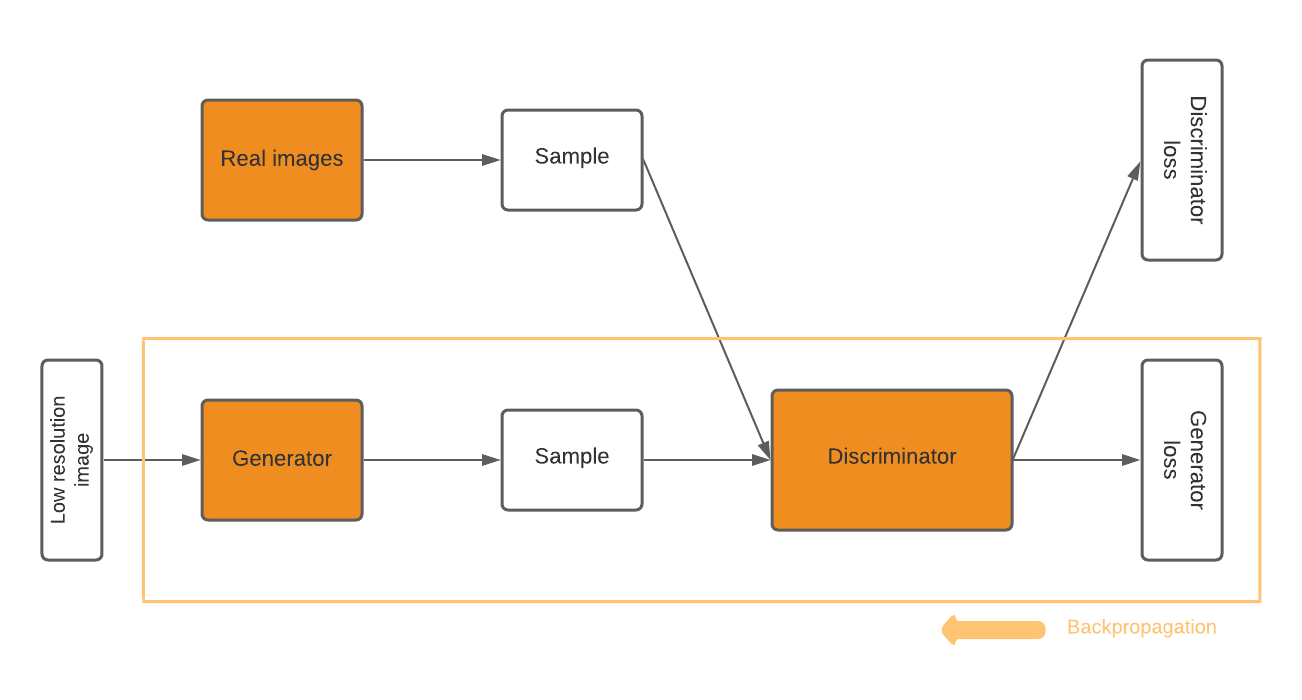 Real images
Sample
Discriminator
loss
Low resolution
image
Generator
Sample
Discriminator
Generator
loss
Backpropagation